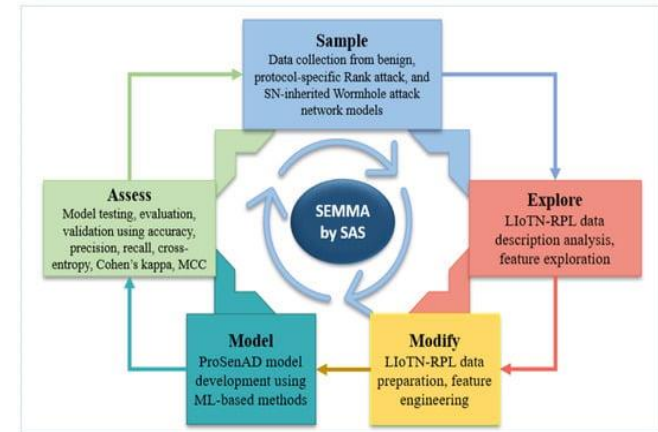 Sample
Data collection from benign,
protocol-specific Rank attack, and
SN-inherited Wormhole attack
network models
Assess
Model testing, evaluation,
validation using accuracy,
precision, recall, cross-
entropy, Cohen's kappa, MCC
SEMMA
by SAS
Explore
LIoTN-RPL data
description analysis,
feature exploration
Model
ProSenAD model
development using
ML-based methods
Modify
LIoTN-RPL data
preparation, feature
engineering